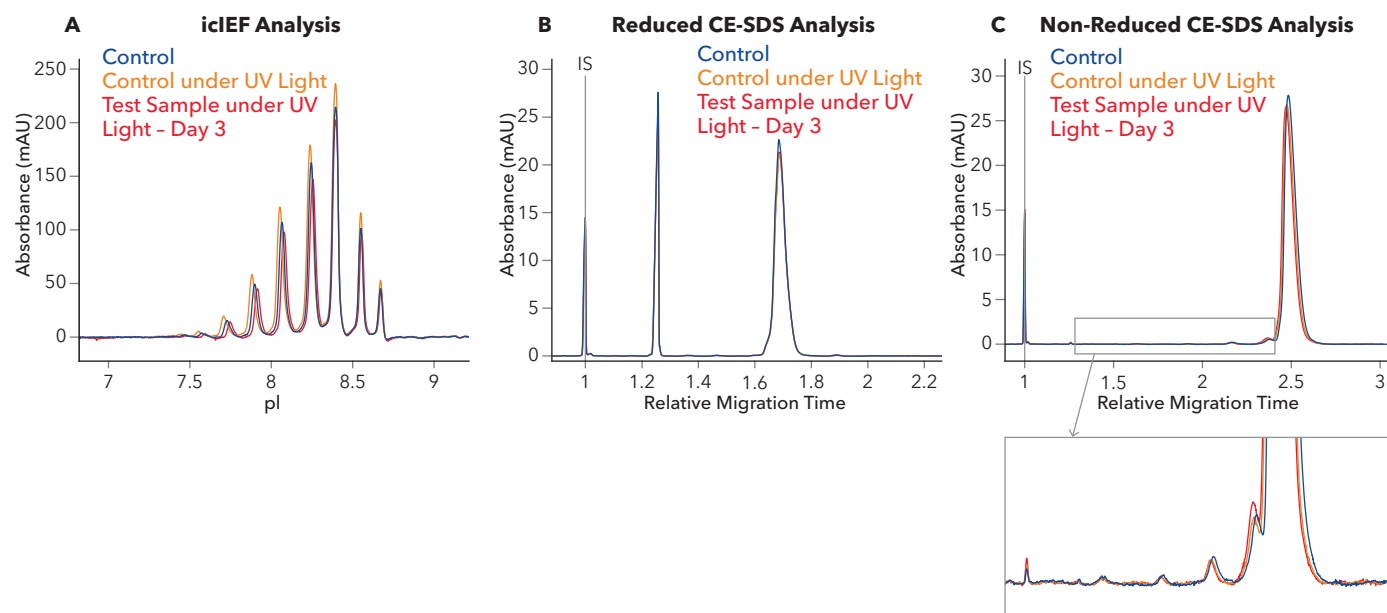 A icIEF Analysis
Control
Control under UV Light
Test Sample under UV
Light – Day 3
Absorbance (mAU)
250
200
150
100
50
0
7 7.5 8 8.5 9
pI
B Reduced CE-SDS Analysis
IS
Control
Control under UV Light
Test Sample under UV
Light – Day 3
Absorbance (mAU)
30
25
20
15
10
5
0
1 1.2 1.4 1.6 1.8 2 2.2
Relative Migration Time
C Non-Reduced CE-SDS Analysis
IS
Control
Control under UV Light
Test Sample under UV
Light – Day 3
Absorbance (mAU)
30
25
20
15
10
5
0
1 1.5 2 2.5 3
Relative Migration Time